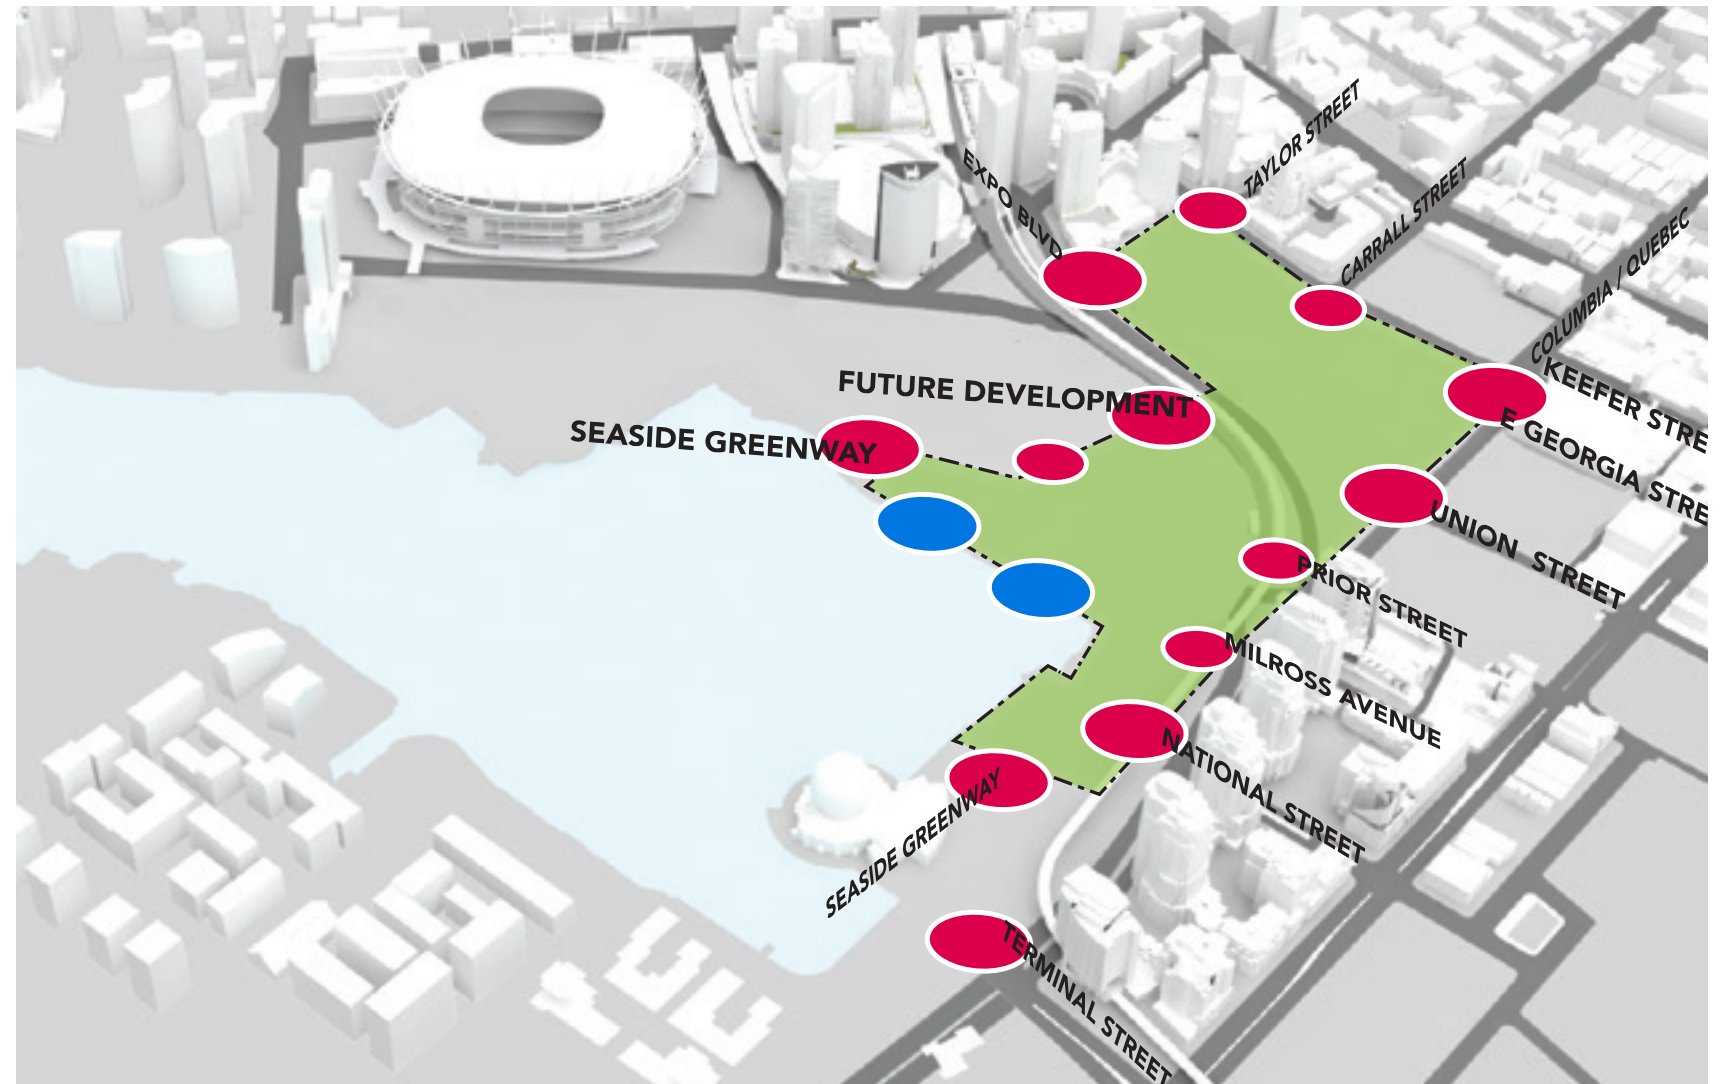 TAYLOR STREET
EXPO BLVD
CARRALL STREET
COLUMBIA / QUEBEC
KEEFER STRE
FUTURE DEVELOPMENT
E GEORGIA STRE
SEASIDE GREENWAY
UNION STREET
PRIOR STREET
MILROSS AVENUE
NATIONAL STREET
SEASIDE GREENWAY
TERMINAL STREET